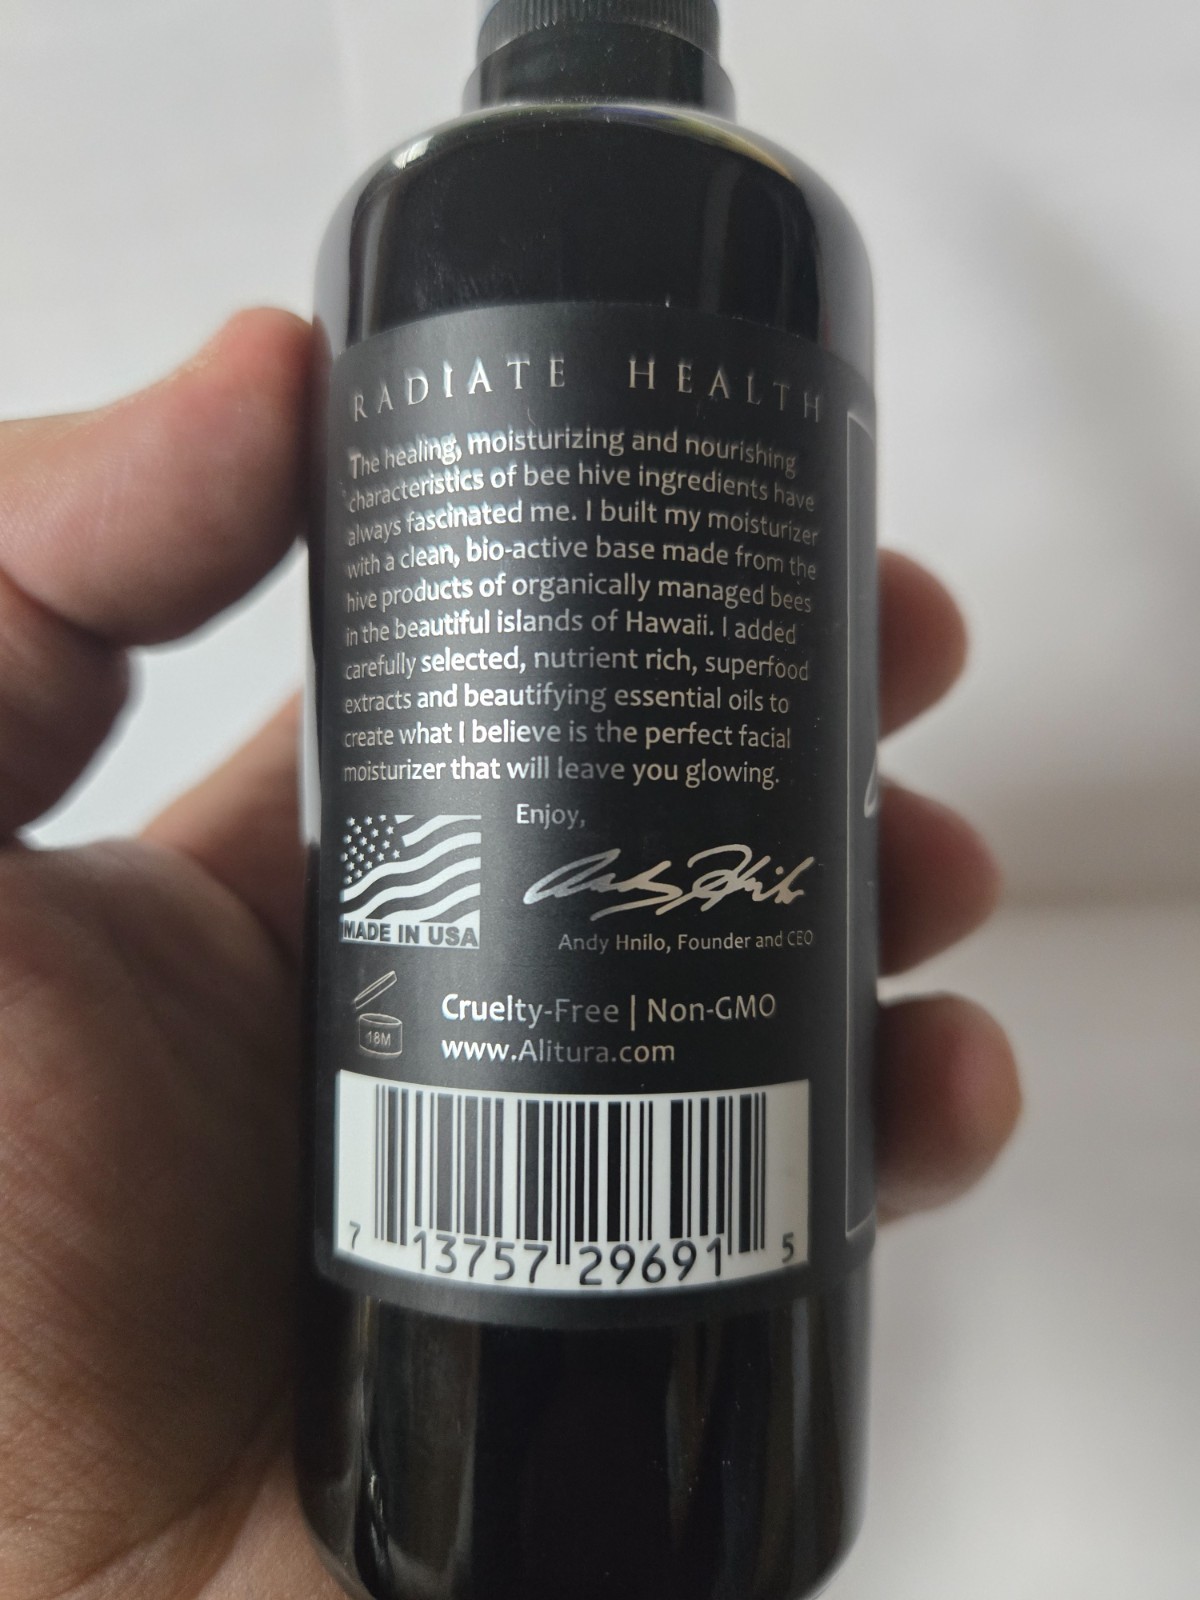 RADIATE HEALTH
The healing, moisturizing and nourishing
characteristics of bee hive ingredients have
always fascinated me. I built my moisturizer
with a clean, bio-active base made from the
hive products of organically managed bees
in the beautiful islands of Hawaii. I added
carefully selected, nutrient rich, superfood
extracts and beautifying essential oils to
create what I believe is the perfect facial
moisturizer that will leave you glowing.
Enjoy,
Andy Hnilo
MADE IN USA
Andy Hnilo, Founder and CEO
18M
Cruelty-Free | Non-GMO
www.Alitura.com
7 13757 29691 5